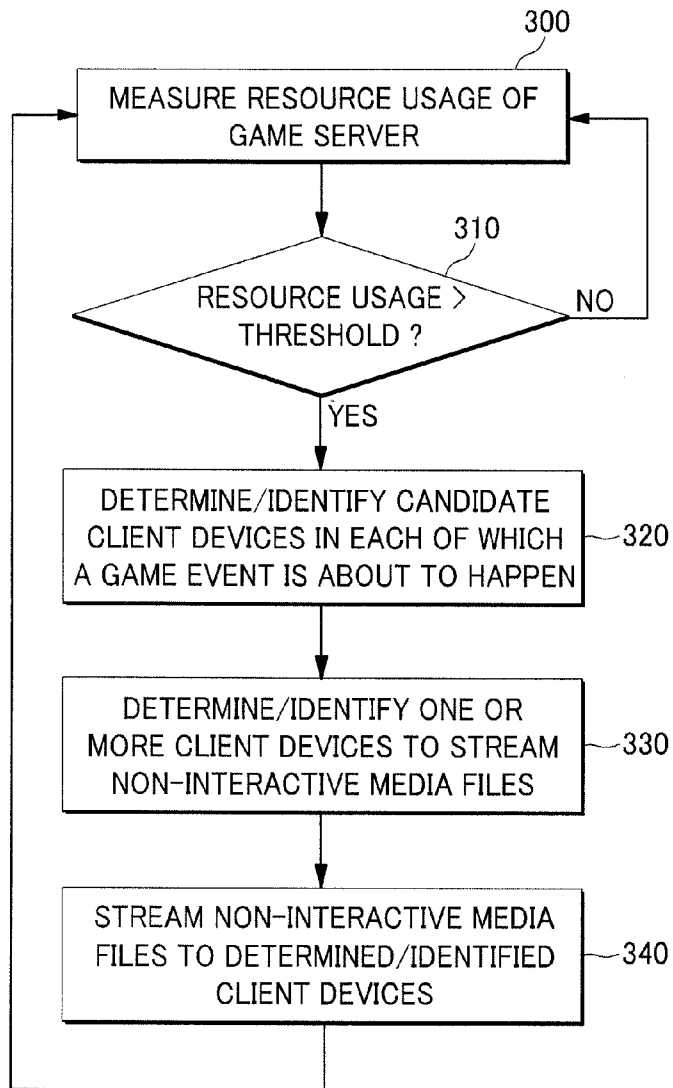 300
MEASURE RESOURCE USAGE OF
GAME SERVER
310
RESOURCE USAGE >
THRESHOLD ?
NO
YES
DETERMINE/IDENTIFY CANDIDATE
CLIENT DEVICES IN EACH OF WHICH
A GAME EVENT IS ABOUT TO HAPPEN
320
DETERMINE/IDENTIFY ONE OR
MORE CLIENT DEVICES TO STREAM
NON-INTERACTIVE MEDIA FILES
330
STREAM NON-INTERACTIVE MEDIA
FILES TO DETERMINED/IDENTIFIED
CLIENT DEVICES
340